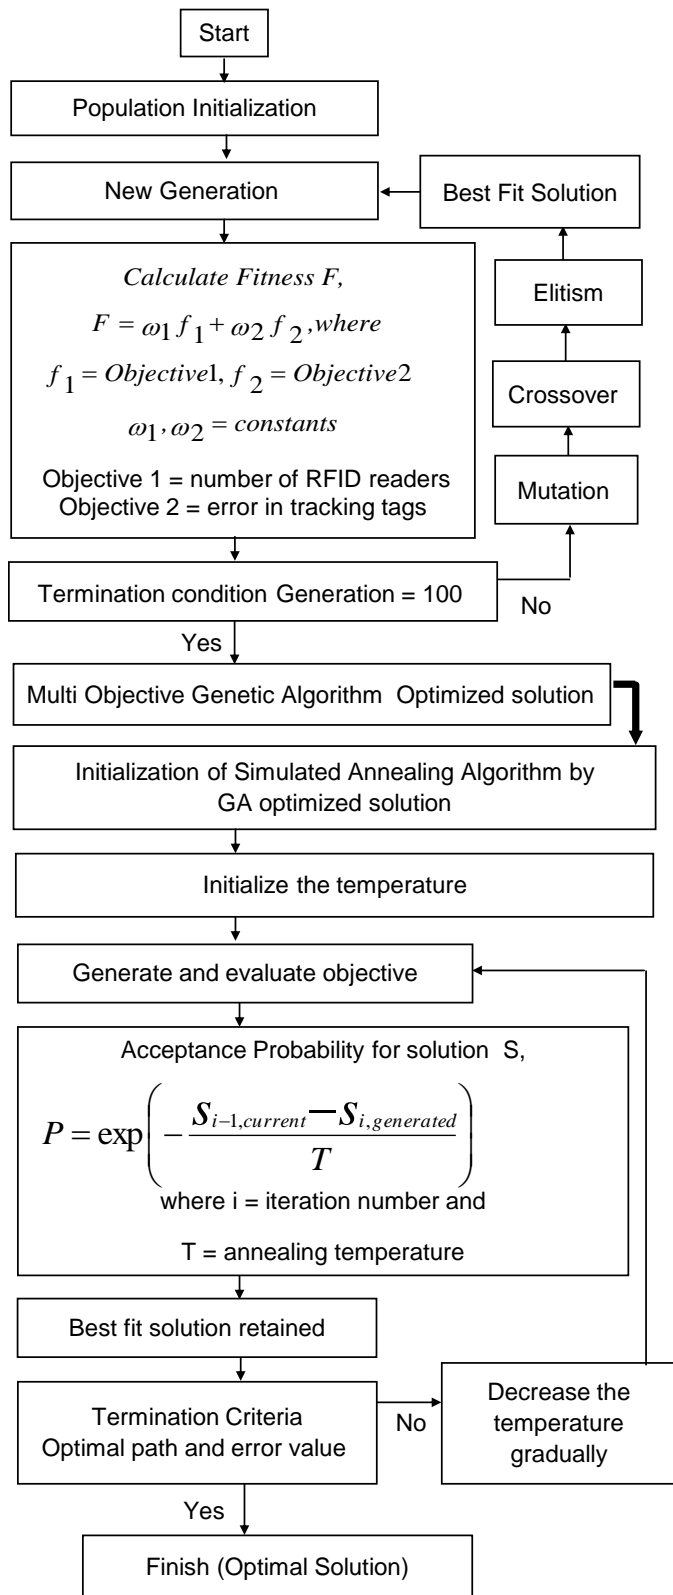 Start
Population Initialization
New Generation
Best Fit Solution
Calculate Fitness F,
F = ω1 f1 + ω2 f2 ,where
f1 = Objective1, f2 = Objective2
ω1, ω2 = constants
Objective 1 = number of RFID readers
Objective 2 = error in tracking tags
Elitism
Crossover
Mutation
Termination condition Generation = 100
No
Yes
Multi Objective Genetic Algorithm Optimized solution
Initialization of Simulated Annealing Algorithm by
GA optimized solution
Initialize the temperature
Generate and evaluate objective
Acceptance Probability for solution S,
P = exp( - (S i-1,current − S i,generated) / T )
where i = iteration number and
T = annealing temperature
Best fit solution retained
Termination Criteria
Optimal path and error value
No
Decrease the
temperature
gradually
Yes
Finish (Optimal Solution)